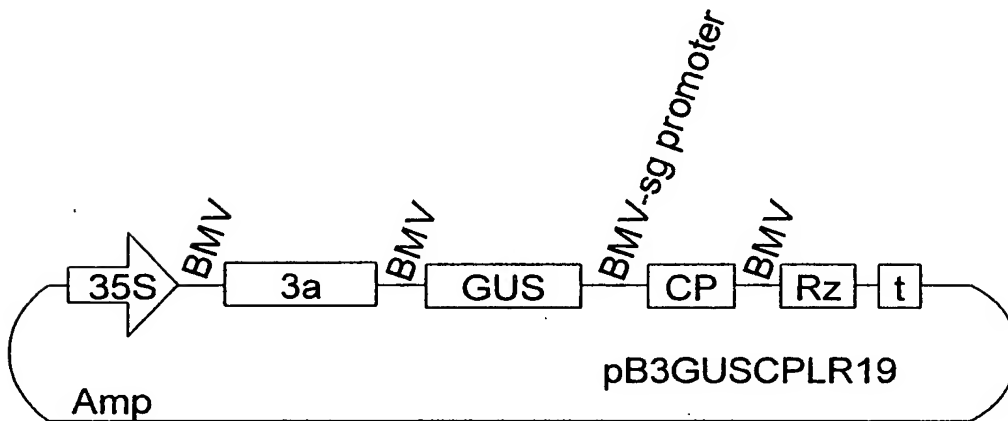 BMV-sg promoter
35S
BMV
3a
BMV
GUS
CP
BMV
Rz
t
pB3GUSCPLR19
Amp